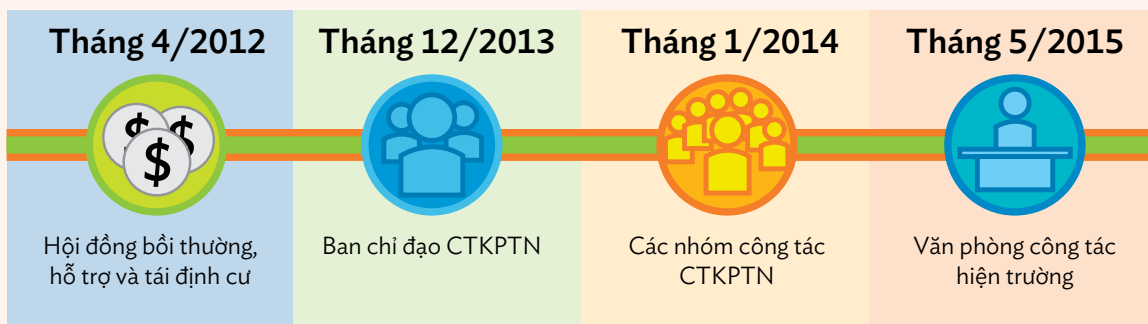 Tháng 4/2012
Tháng 12/2013
Tháng 1/2014
Tháng 5/2015
$
$
$
Hội đồng bồi thường,
hỗ trợ và tái định cư
Ban chỉ đạo CTKPTN
Các nhóm công tác
CTKPTN
Văn phòng công tác
hiện trường